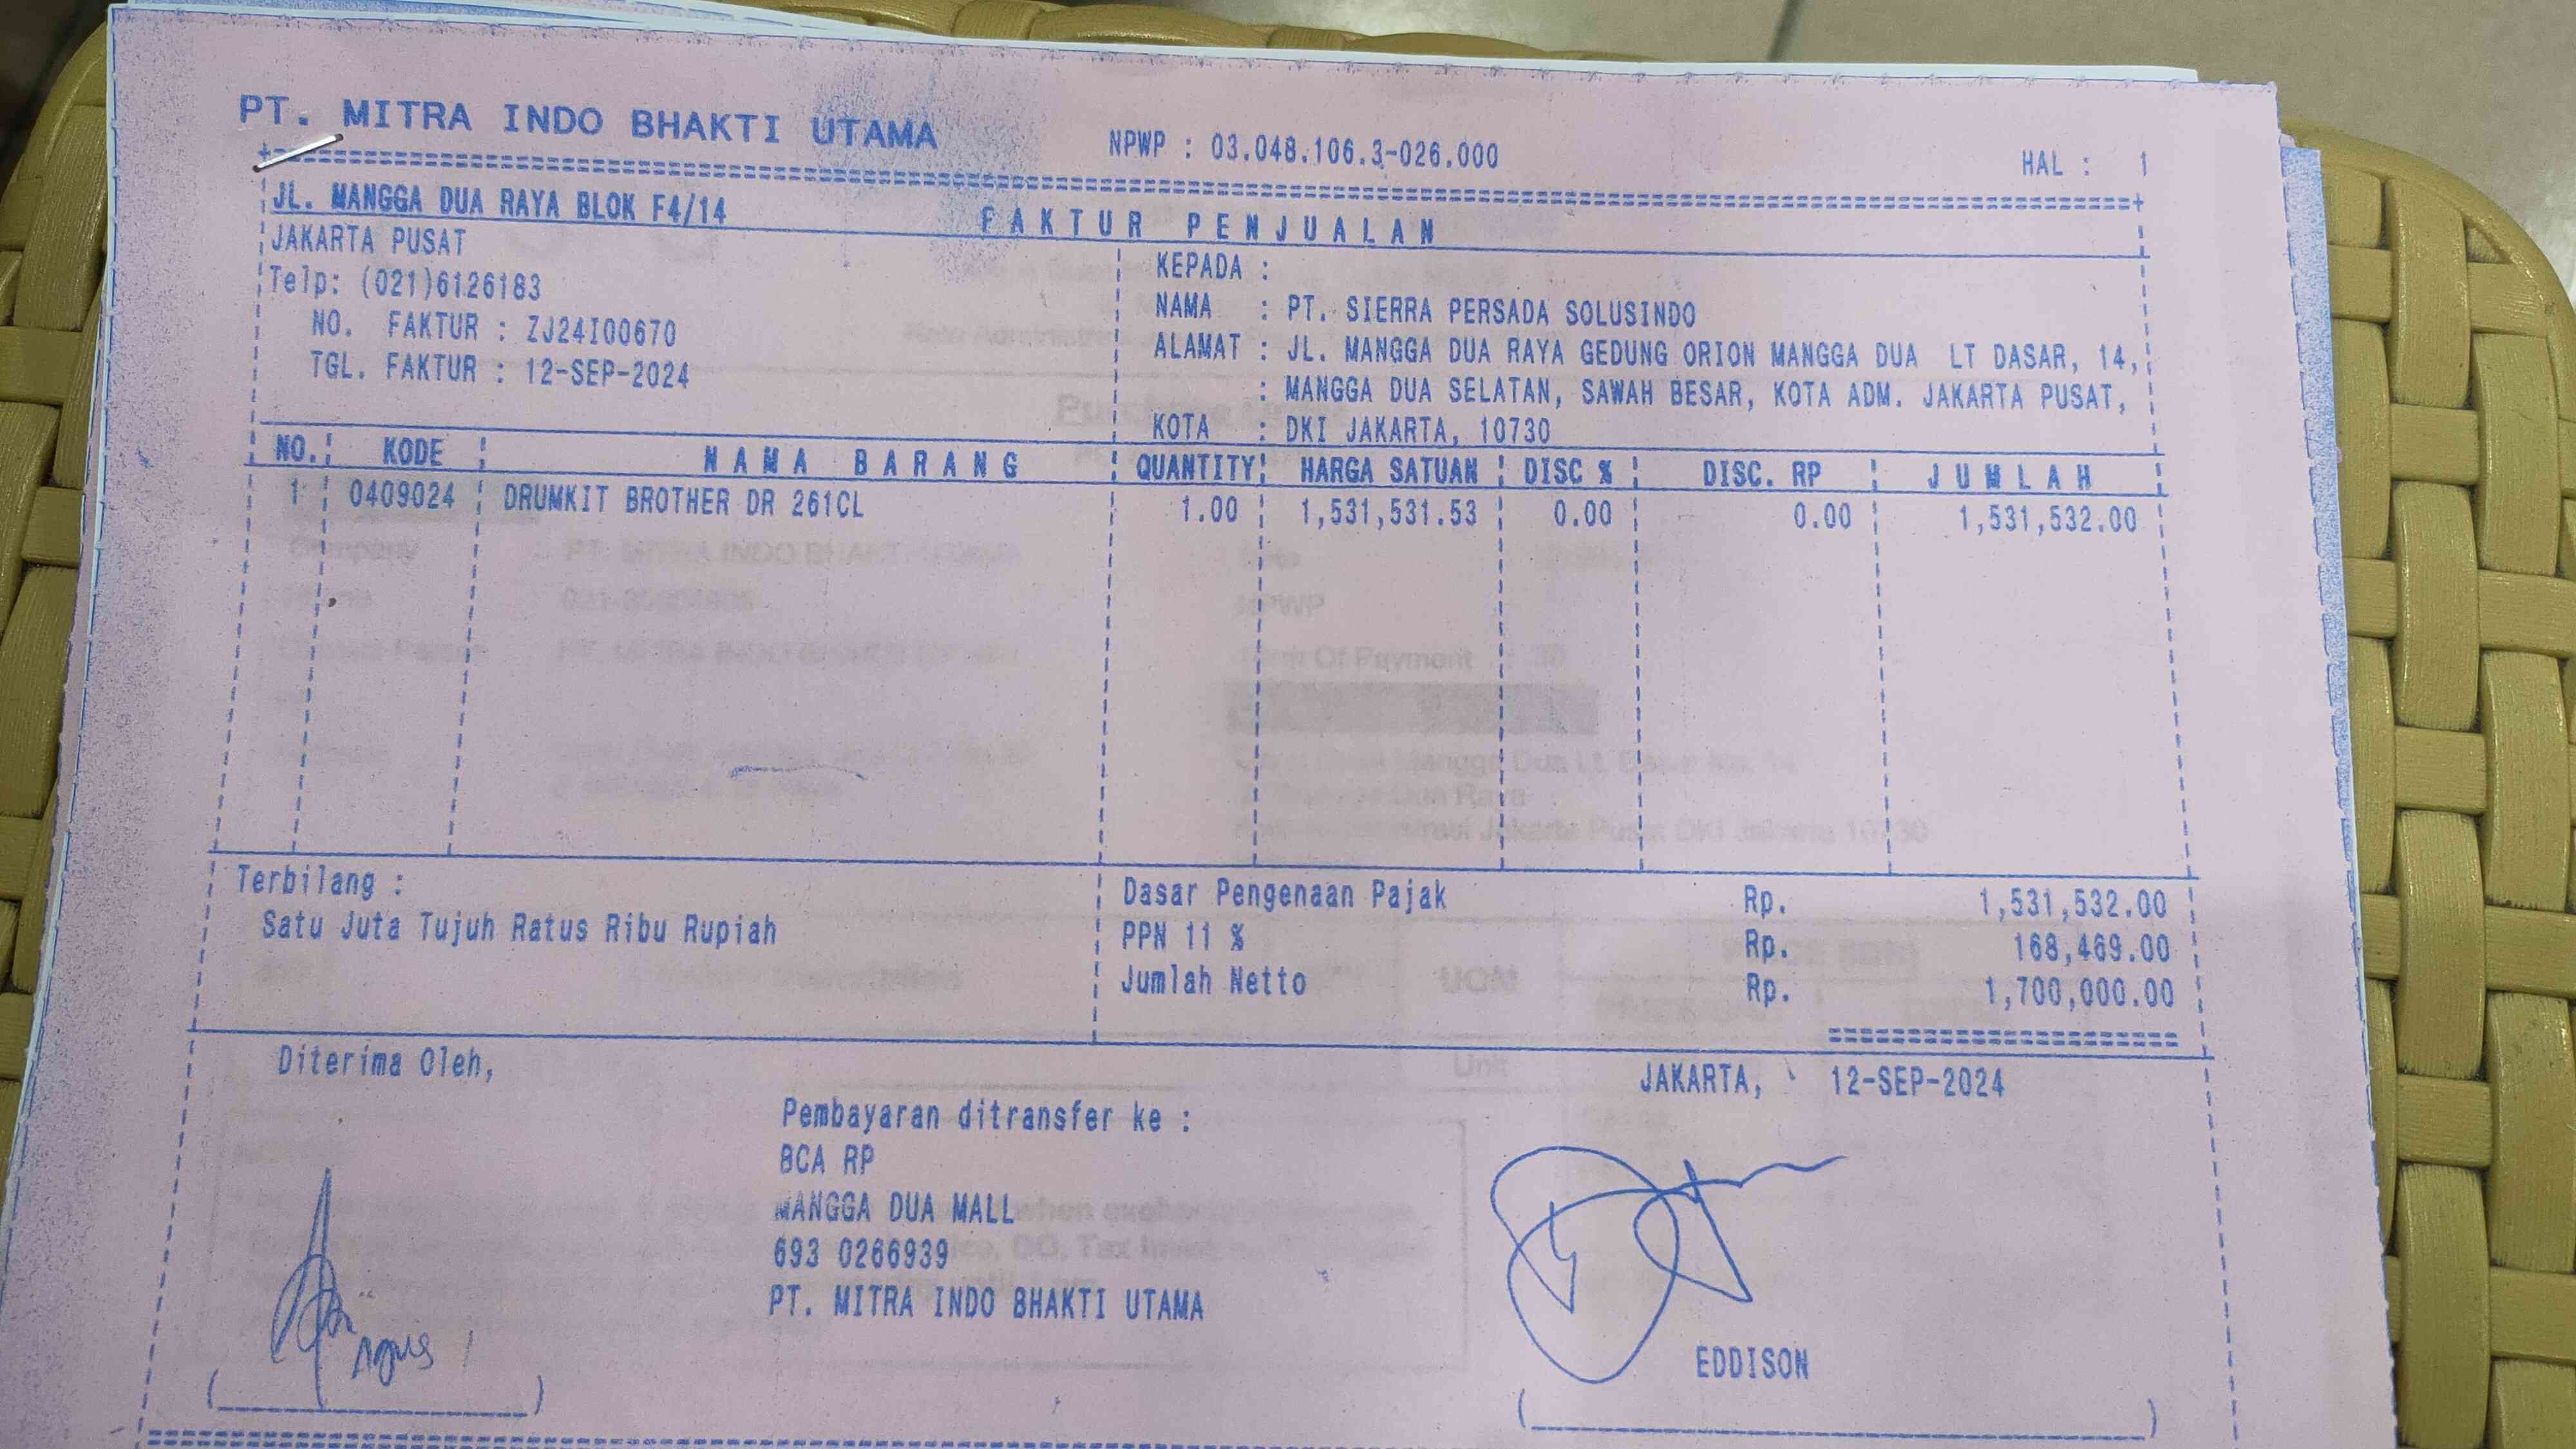 PT. MITRA INDO BHAKTI UTAMA
NPWP : 03.048.106.3-026.000
HAL : 1
JL. MANGGA DUA RAYA BLOK F4/14
FAKTUR PENJUALAN
JAKARTA PUSAT
Telp: (021)6126183
NO. FAKTUR : ZJ24I00670
TGL. FAKTUR : 12-SEP-2024
KEPADA :
NAMA : PT. SIERRA PERSADA SOLUSINDO
ALAMAT : JL. MANGGA DUA RAYA GEDUNG ORION MANGGA DUA LT DASAR, 14,
: MANGGA DUA SELATAN, SAWAH BESAR, KOTA ADM. JAKARTA PUSAT,
KOTA : DKI JAKARTA, 10730
NO. KODE NAMA BARANG QUANTITY HARGA SATUAN DISC % DISC. RP JUMLAH
1 0409024 DRUMKIT BROTHER DR 261CL 1.00 1,531,531.53 0.00 0.00 1,531,532.00
Terbilang :
Satu Juta Tujuh Ratus Ribu Rupiah
Dasar Pengenaan Pajak Rp. 1,531,532.00
PPN 11 % Rp. 168,469.00
Jumlah Netto Rp. 1,700,000.00
Diterima Oleh,
JAKARTA, 12-SEP-2024
Pembayaran ditransfer ke :
BCA RP
MANGGA DUA MALL
693 0266939
PT. MITRA INDO BHAKTI UTAMA
Agus
EDDISON